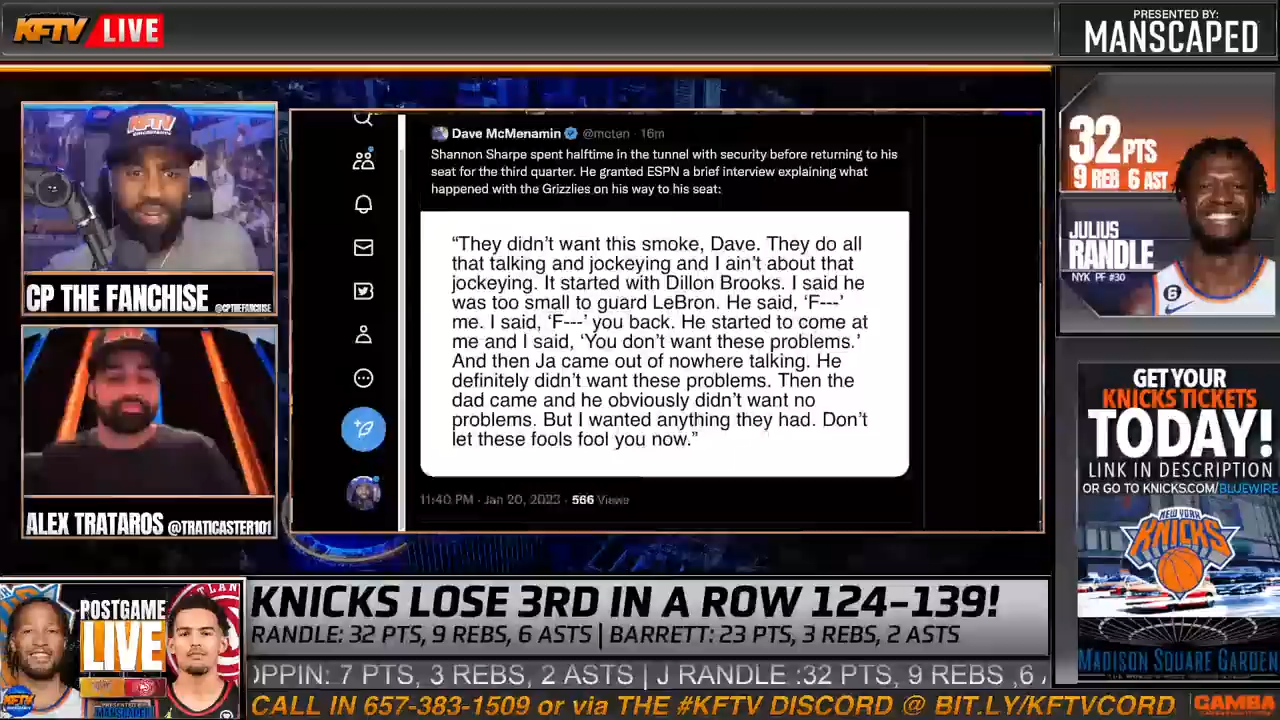 KFTV LIVE
PRESENTED BY:
MANSCAPED
KFTV
CP THE FANCHISE @CPTHEFANCHISE
ALEX TRATAROS @TRATICASTER101
Dave McMenamin @mcten · 16m
Shannon Sharpe spent halftime in the tunnel with security before returning to his
seat for the third quarter. He granted ESPN a brief interview explaining what
happened with the Grizzlies on his way to his seat:
“They didn’t want this smoke, Dave. They do all
that talking and jockeying and I ain’t about that
jockeying. It started with Dillon Brooks. I said he
was too small to guard LeBron. He said, ‘F---’
me. I said, ‘F---’ you back. He started to come at
me and I said, ‘You don’t want these problems.’
And then Ja came out of nowhere talking. He
definitely didn’t want these problems. Then the
dad came and he obviously didn’t want no
problems. But I wanted anything they had. Don’t
let these fools fool you now.”
11:40 PM · Jan 20, 2023 · 566 Views
32 PTS
9 REB 6 AST
JULIUS
RANDLE
NYK PF #30
6
GET YOUR
KNICKS TICKETS
TODAY!
LINK IN DESCRIPTION
OR GO TO KNICKS.COM/BLUEWIRE
NEW YORK
KNICKS
MADISON SQUARE GARDEN
POSTGAME
LIVE
PRESENTED BY
MANSCAPED
KFTV
KNICKS LOSE 3RD IN A ROW 124-139!
RANDLE: 32 PTS, 9 REBS, 6 ASTS | BARRETT: 23 PTS, 3 REBS, 2 ASTS
OPPIN: 7 PTS, 3 REBS, 2 ASTS | J RANDLE :32 PTS, 9 REBS ,6
CALL IN 657-383-1509 or via THE #KFTV DISCORD @ BIT.LY/KFTVCORD
GAMBA